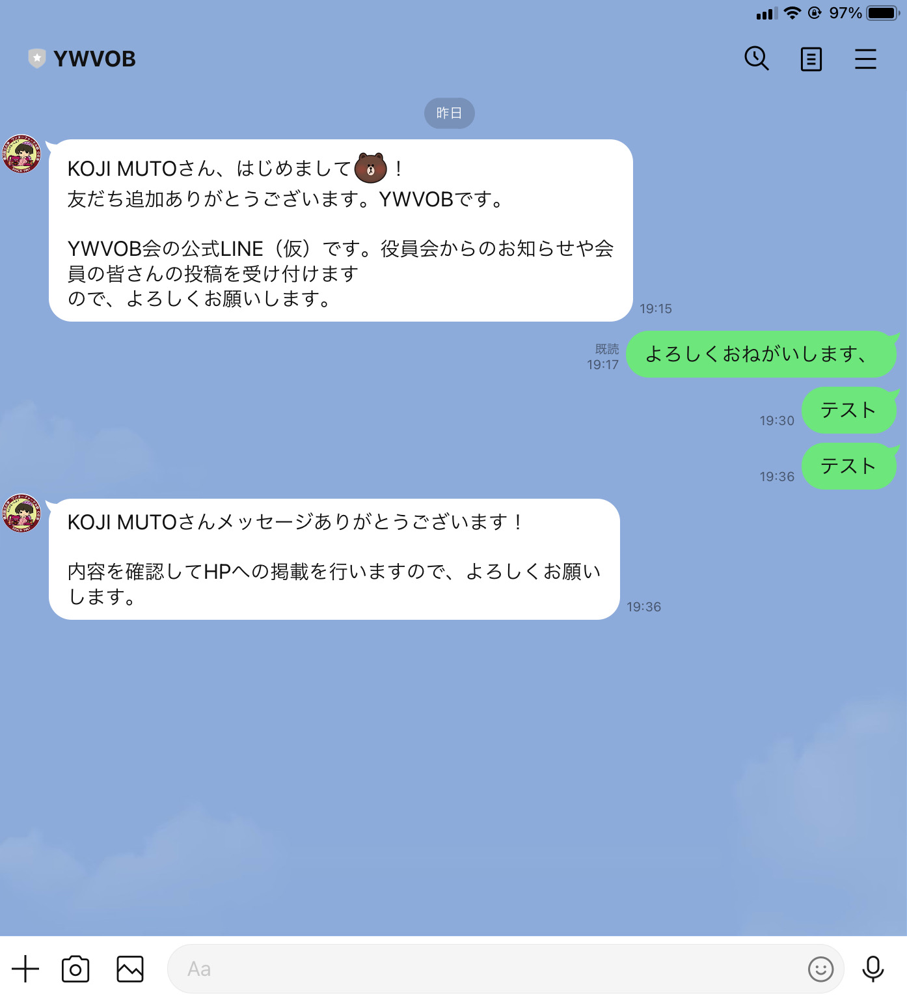 97%
YWVOB
昨日
KOJI MUTOさん、はじめまして！
友だち追加ありがとうございます。YWVOBです。
YWVOB会の公式LINE（仮）です。役員会からのお知らせや会
員の皆さんの投稿を受け付けます
ので、よろしくお願いします。
19:15
既読
19:17
よろしくおねがいします、
19:30
テスト
19:36
テスト
KOJI MUTOさんメッセージありがとうございます！
内容を確認してHPへの掲載を行いますので、よろしくお願い
します。
19:36
Aa